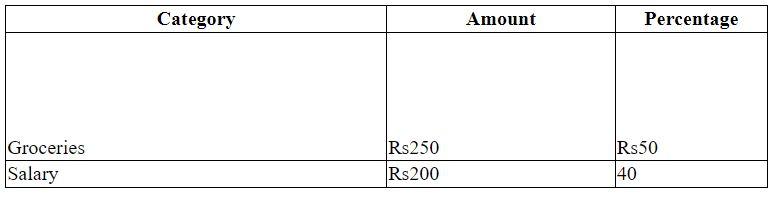 Category Amount Percentage
Groceries Rs250 Rs50
Salary Rs200 40